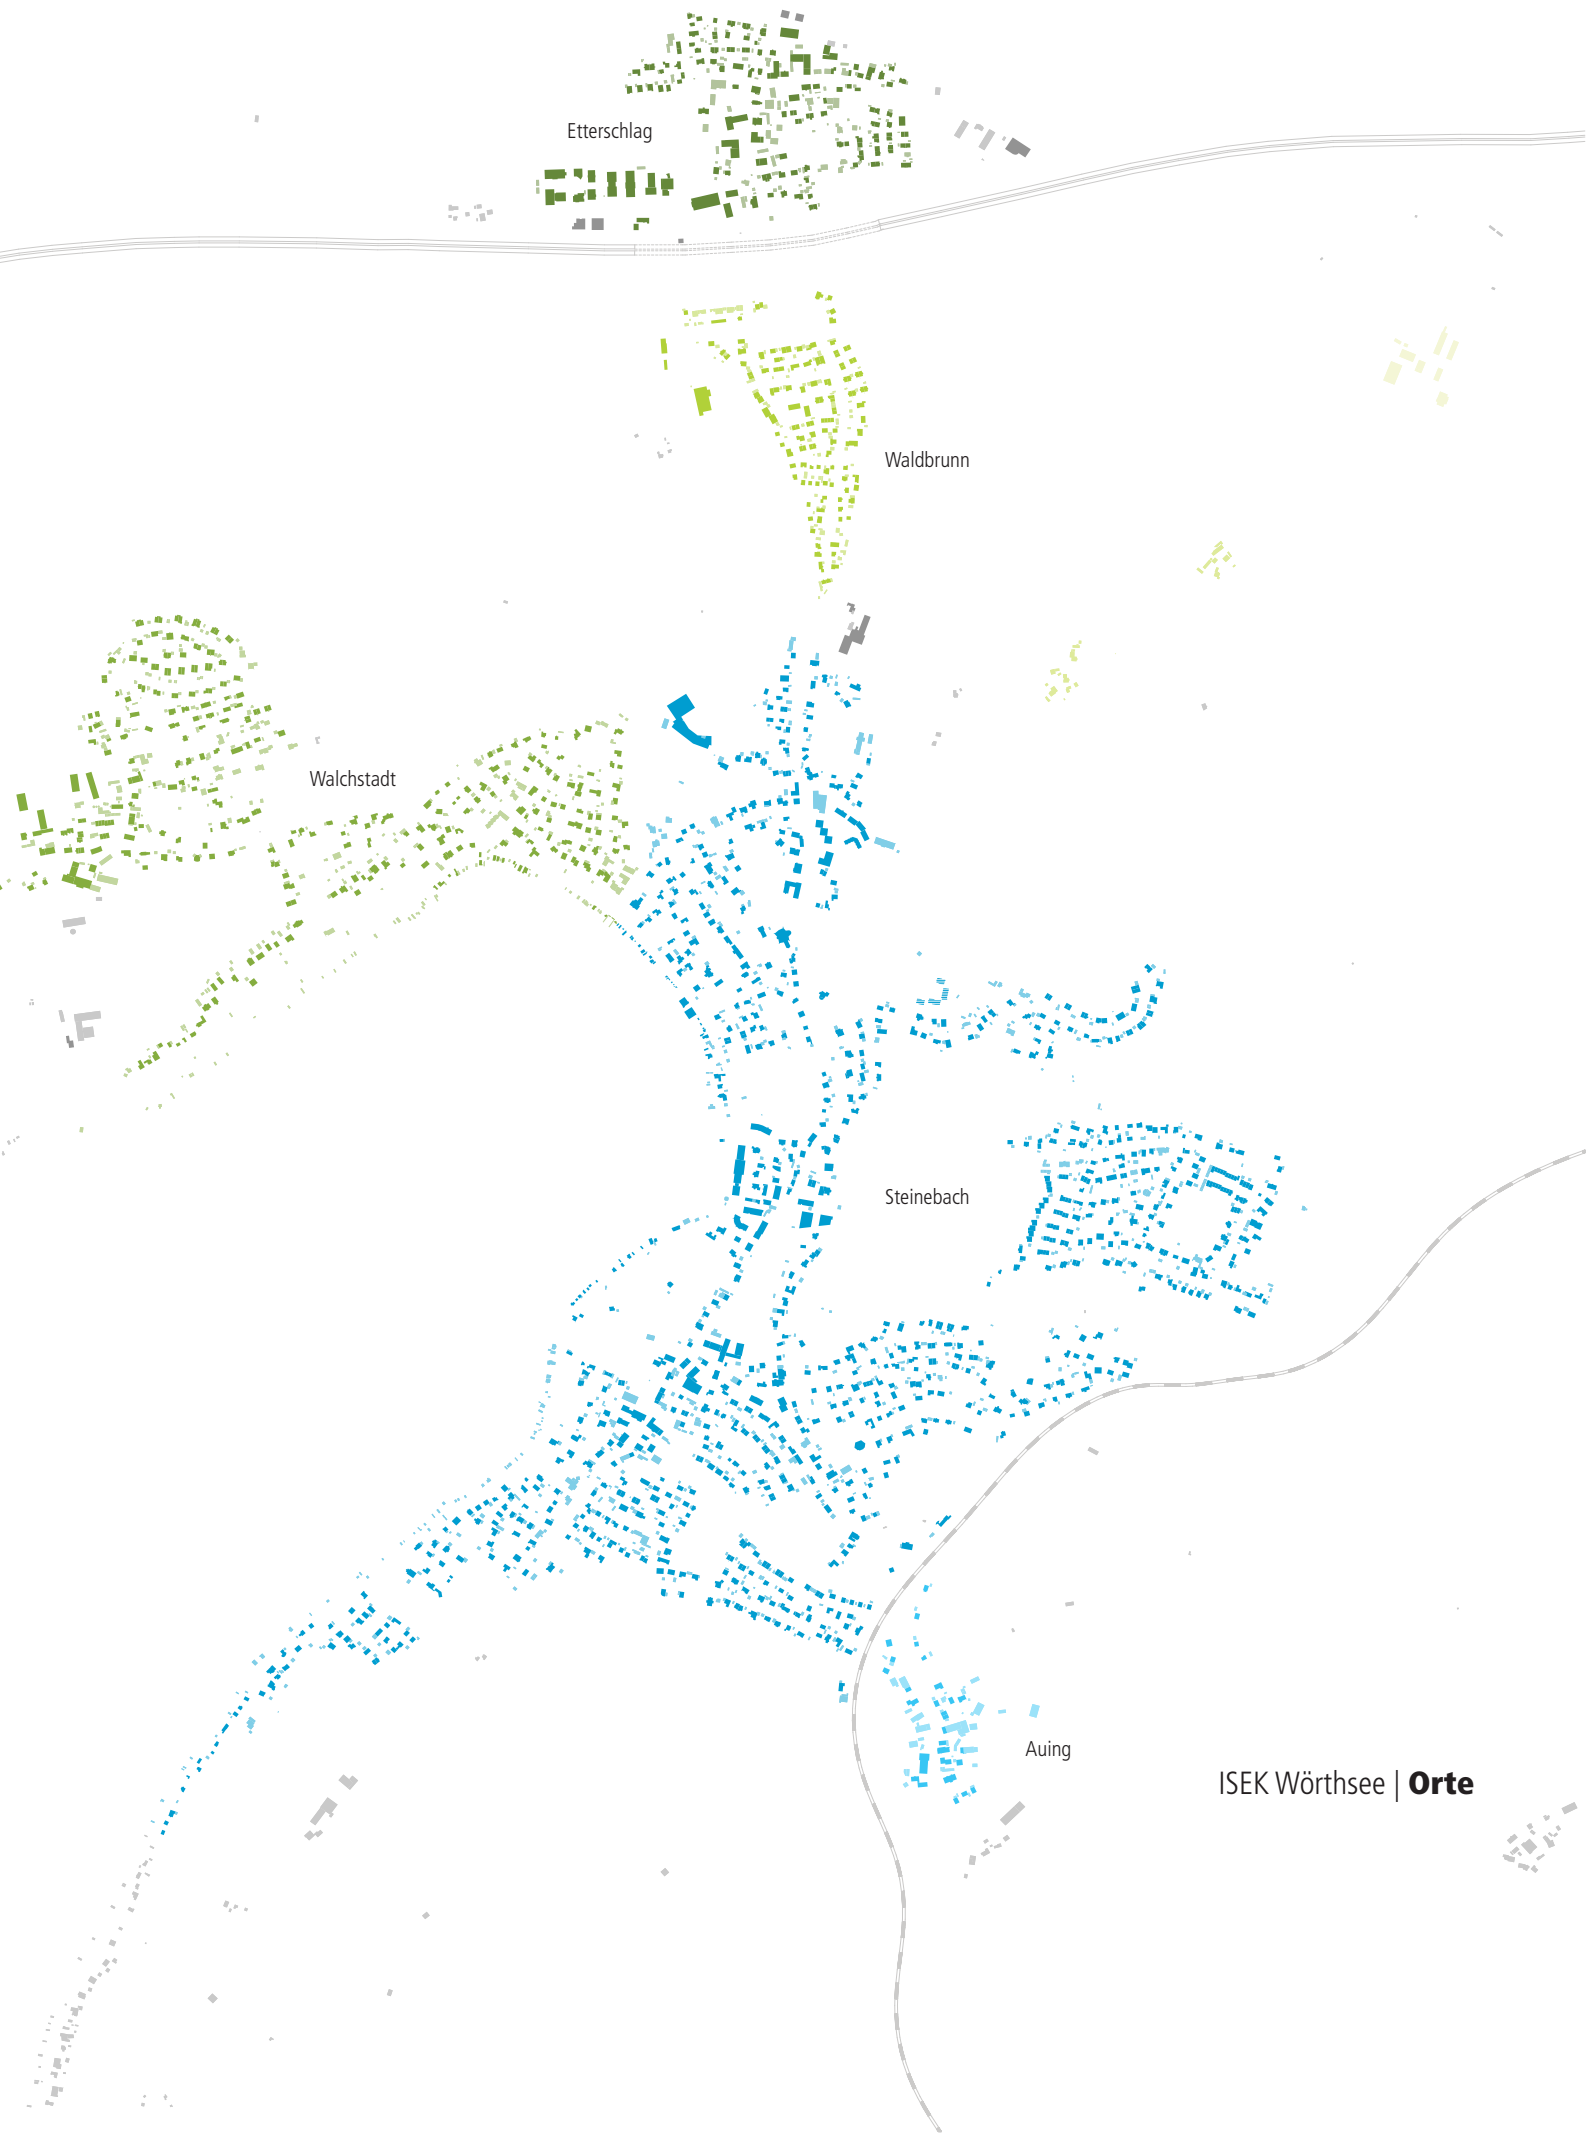 Etterschlag
Waldbrunn
Walchstadt
Steinebach
Auing
ISEK Wörthsee | Orte